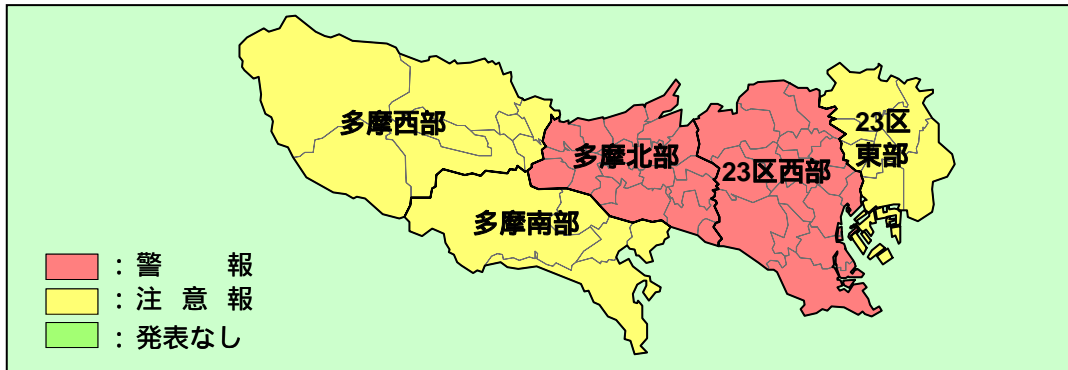 多摩西部
多摩北部
23区西部
23区
東部
多摩南部
：警　　報
：注 意 報
：発表なし